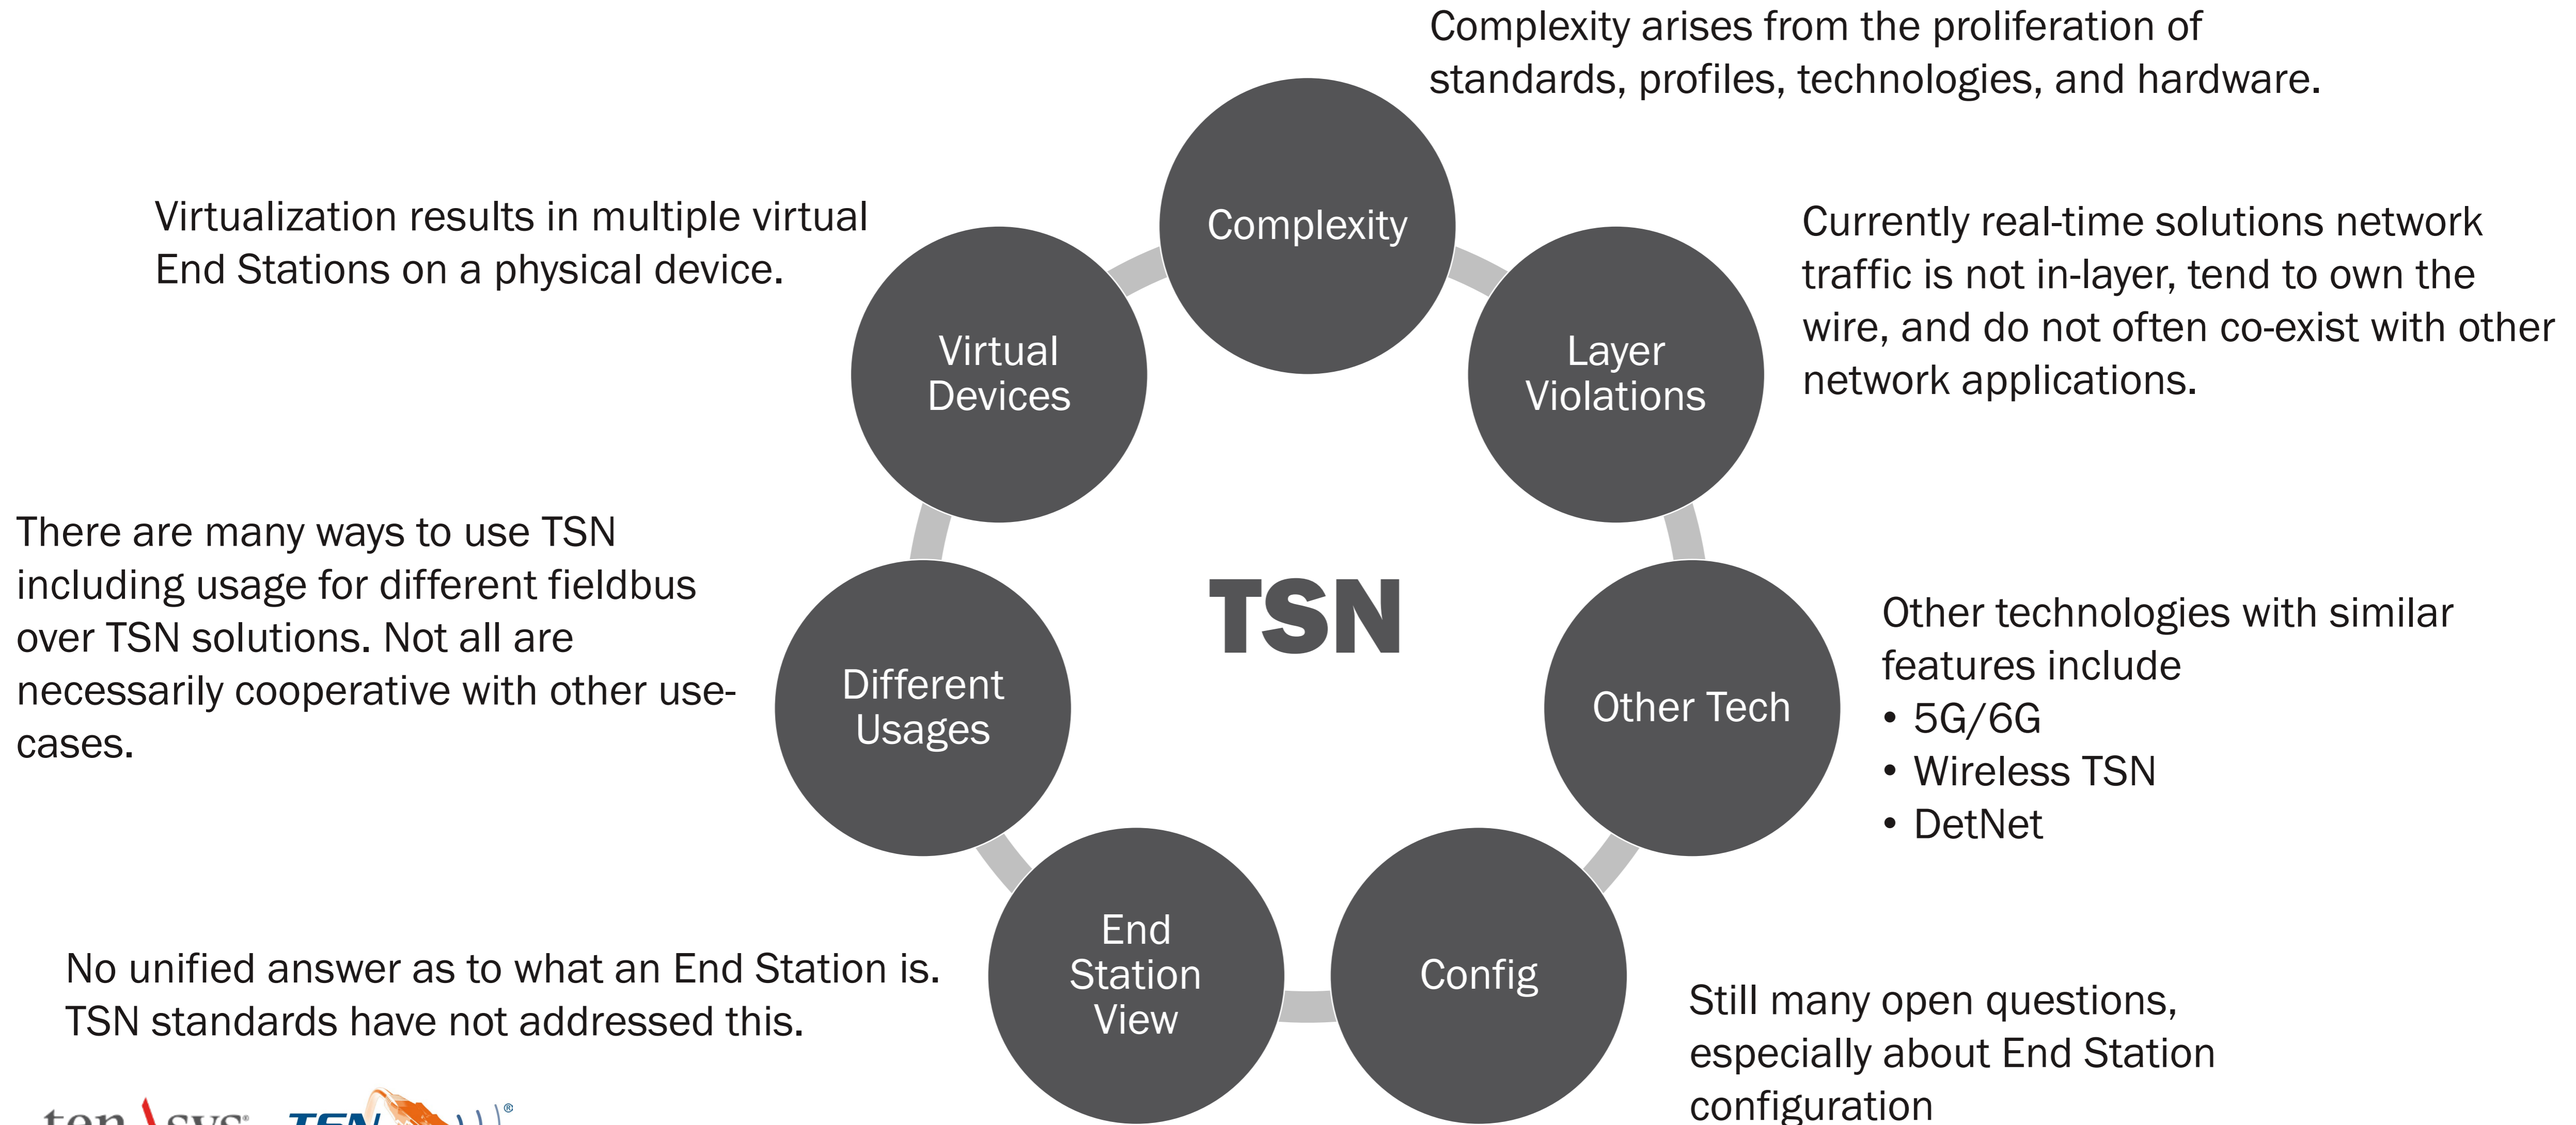 Complexity arises from the proliferation of
standards, profiles, technologies, and hardware.
Complexity
Currently real-time solutions network
traffic is not in-layer, tend to own the
wire, and do not often co-exist with other
network applications.
Layer
Violations
Other technologies with similar
features include
• 5G/6G
• Wireless TSN
• DetNet
Other Tech
Still many open questions,
especially about End Station
configuration
Config
No unified answer as to what an End Station is.
TSN standards have not addressed this.
End
Station
View
There are many ways to use TSN
including usage for different fieldbus
over TSN solutions. Not all are
necessarily cooperative with other use-
cases.
Different
Usages
Virtualization results in multiple virtual
End Stations on a physical device.
Virtual
Devices
TSN
ten sys®
TSN ®